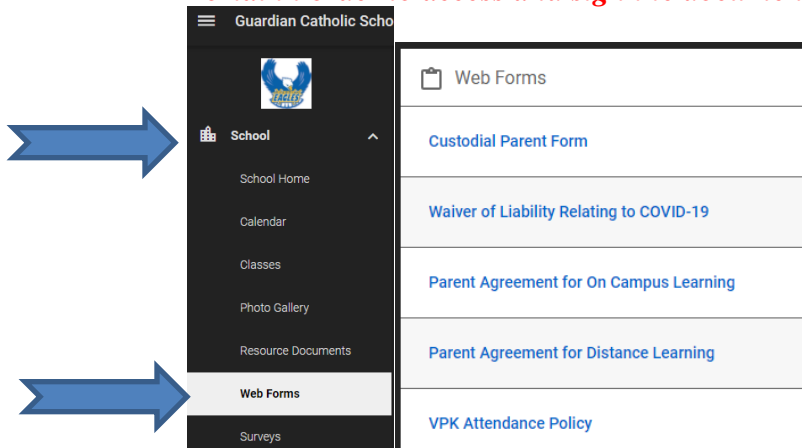 Guardian Catholic Scho
EAGLES
School
School Home
Calendar
Classes
Photo Gallery
Resource Documents
Web Forms
Surveys
Web Forms
Custodial Parent Form
Waiver of Liability Relating to COVID-19
Parent Agreement for On Campus Learning
Parent Agreement for Distance Learning
VPK Attendance Policy